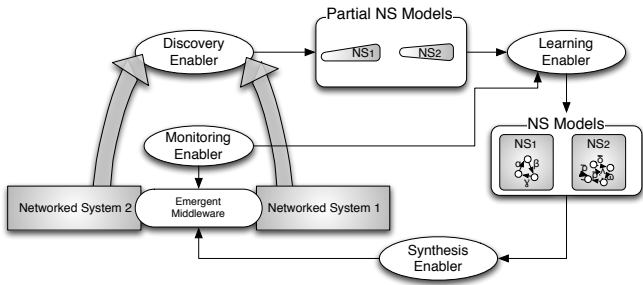 Partial NS Models
Discovery
Enabler
NS1
NS2
Learning
Enabler
Monitoring
Enabler
NS Models
NS1
NS2
α
β
γ
δ
Networked System 2
Emergent
Middleware
Networked System 1
Synthesis
Enabler